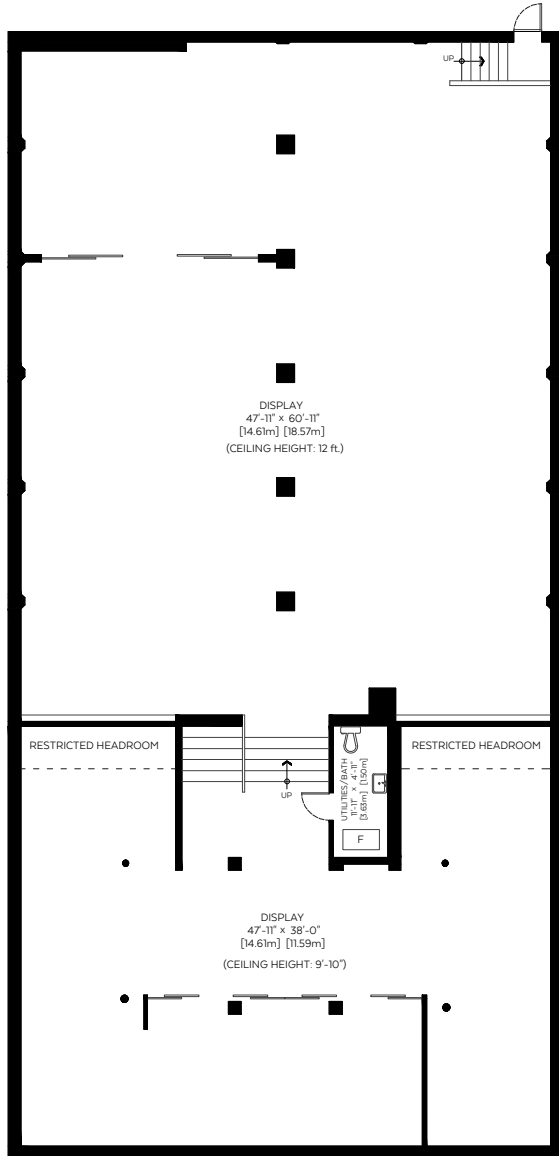 UP
DISPLAY
47'-11" x 60'-11"
[14.61m] [18.57m]
(CEILING HEIGHT: 12 ft.)
RESTRICTED HEADROOM
RESTRICTED HEADROOM
UTILITIES/BATH
11'-11" x 4'-11"
[3.63m] [1.50m]
UP
F
DISPLAY
47'-11" x 38'-0"
[14.61m] [11.59m]
(CEILING HEIGHT: 9'-10")